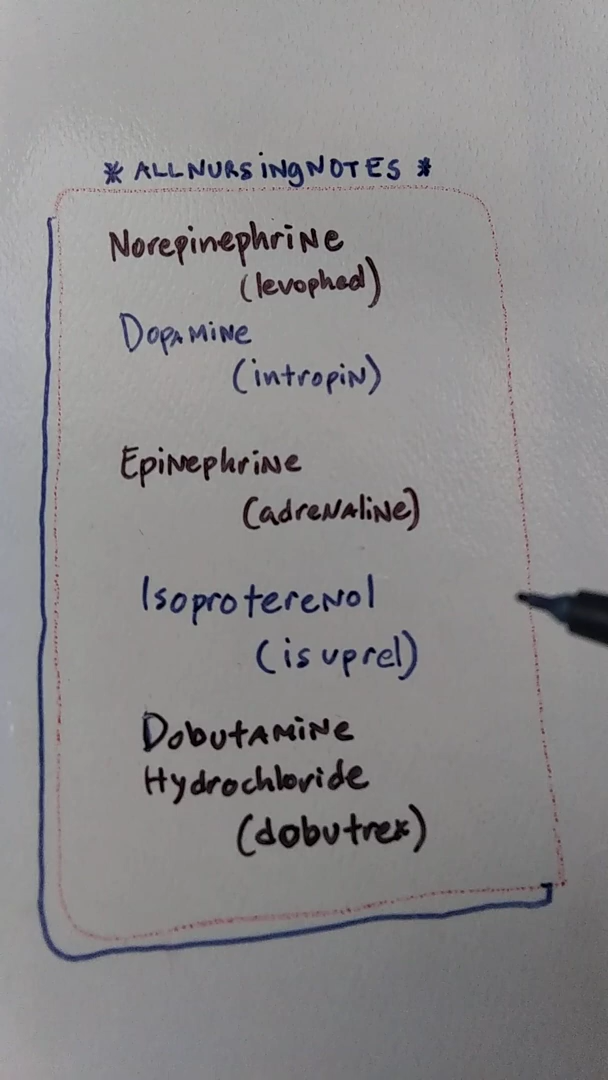 * ALLNURSiNgNOTES *
NorepinephriNe
(levophed)
DopAMiNe
(intropiN)
EpiNephriNe
(adreNAliNe)
IsoprotereNol
(isuprel)
DobutAMiNe
Hydrochloride
(dobutrex)